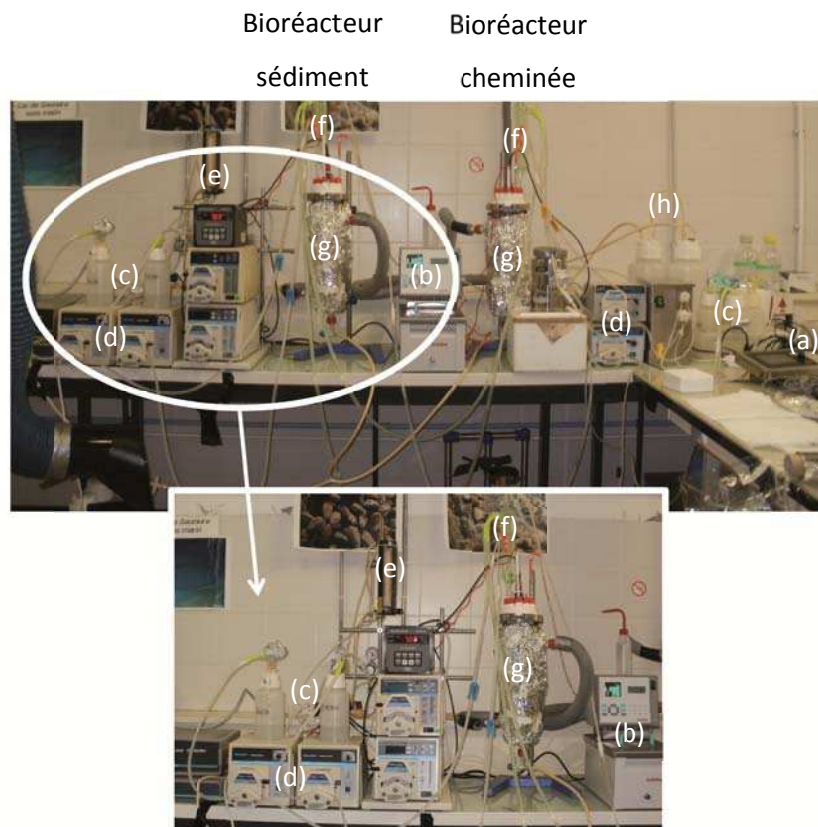 Bioréacteur
sédiment
Bioréacteur
cheminée
(f)
(f)
(e)
(h)
(g)
(g)
(b)
(c)
(c)
(d)
(d)
(a)
(f)
(e)
(g)
(c)
(b)
(d)